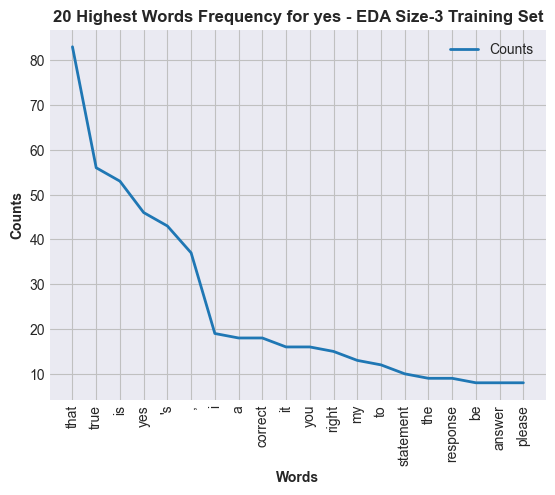 20 Highest Words Frequency for yes - EDA Size-3 Training Set
Counts
Counts
80
70
60
50
40
30
20
10
that
true
is
yes
's
,
i
a
correct
it
you
right
my
to
statement
the
response
be
answer
please
Words